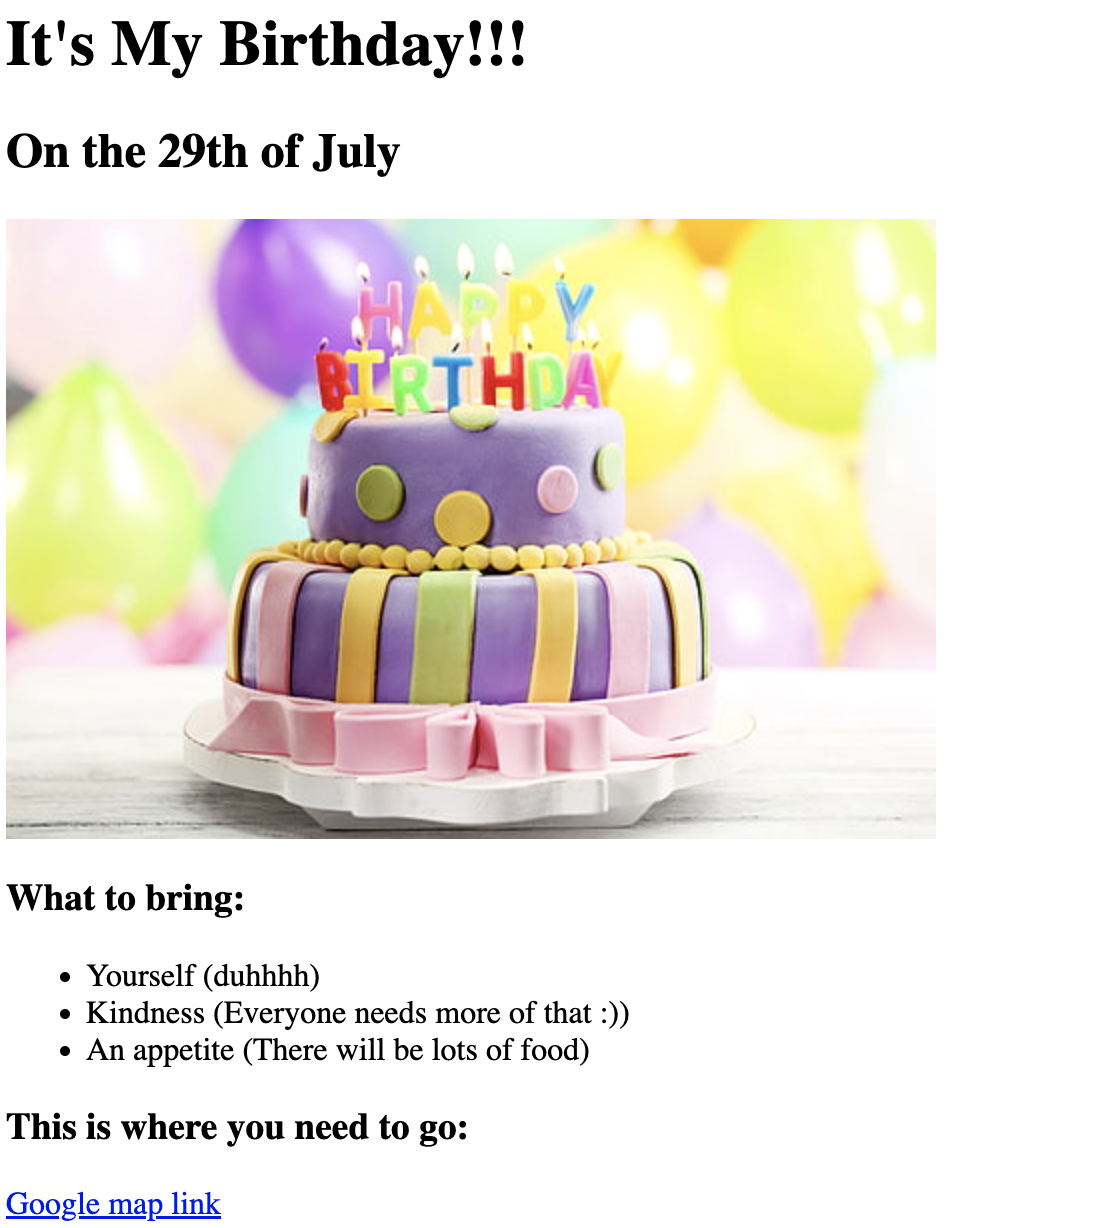 It's My Birthday!!!
On the 29th of July
HAPPY
BIRTHDAY
What to bring:
Yourself (duhhhh)
Kindness (Everyone needs more of that :))
An appetite (There will be lots of food)
This is where you need to go:
Google map link